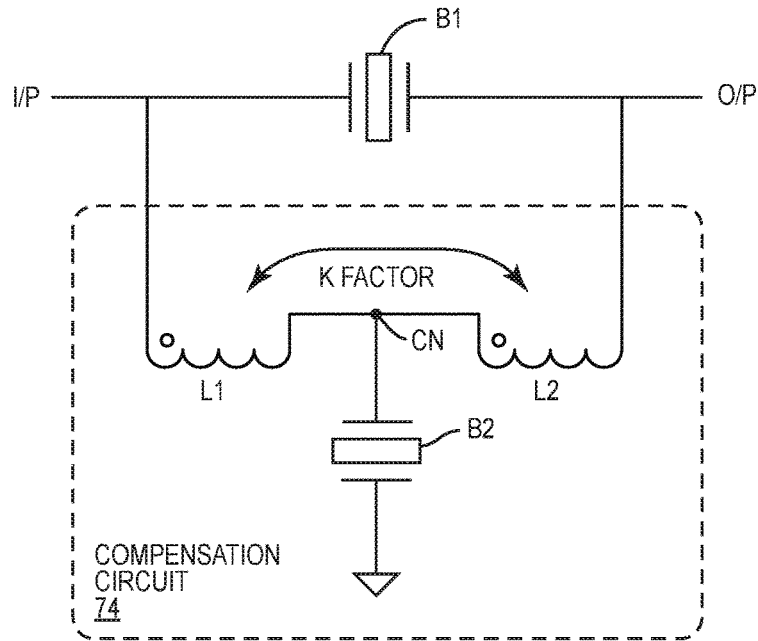 B1
I/P
O/P
K FACTOR
CN
L1
L2
B2
COMPENSATION
CIRCUIT
74